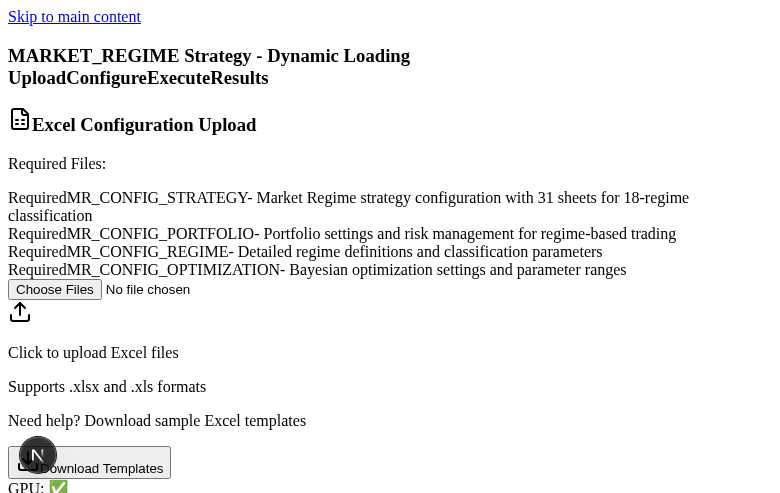 Skip to main content
MARKET_REGIME Strategy - Dynamic Loading
UploadConfigureExecuteResults
Excel Configuration Upload
Required Files:
RequiredMR_CONFIG_STRATEGY- Market Regime strategy configuration with 31 sheets for 18-regime
classification
RequiredMR_CONFIG_PORTFOLIO- Portfolio settings and risk management for regime-based trading
RequiredMR_CONFIG_REGIME- Detailed regime definitions and classification parameters
RequiredMR_CONFIG_OPTIMIZATION- Bayesian optimization settings and parameter ranges
Choose Files No file chosen
Click to upload Excel files
Supports .xlsx and .xls formats
Need help? Download sample Excel templates
N Download Templates
GPU: ✅